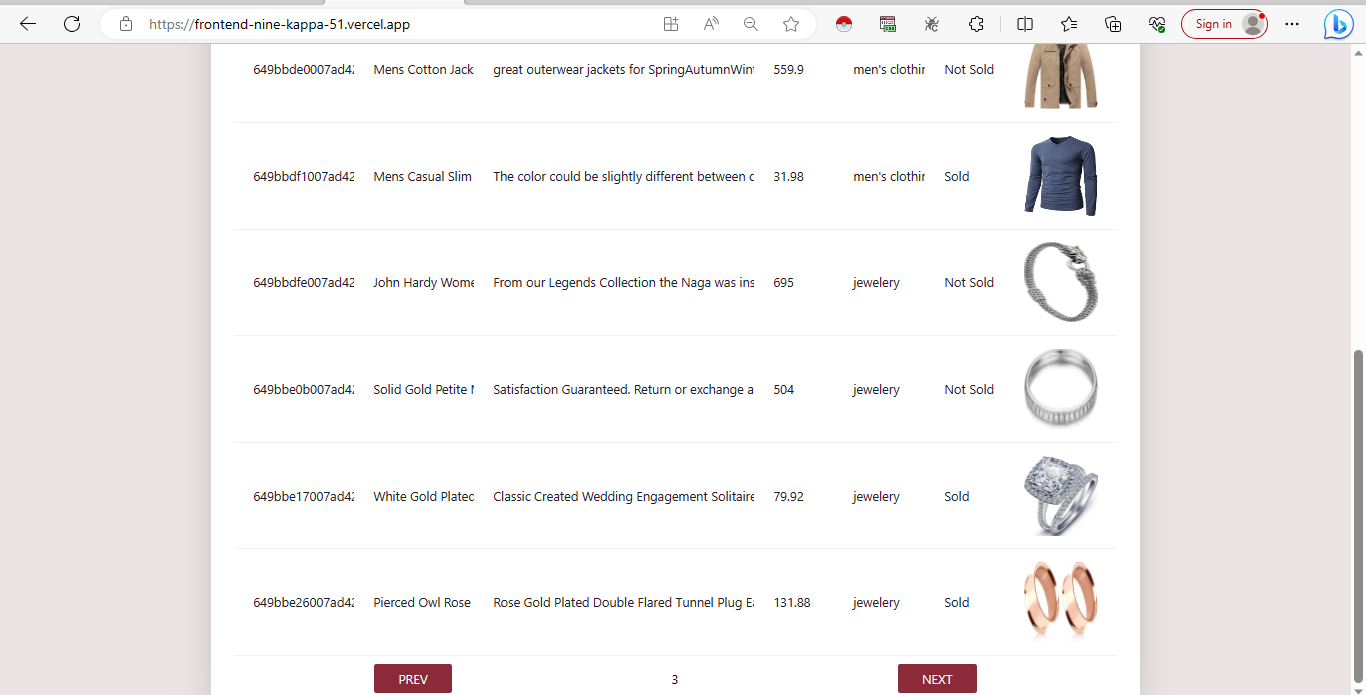 https://frontend-nine-kappa-51.vercel.app
Sign in
649bbde0007ad42 Mens Cotton Jack great outerwear jackets for SpringAutumnWint 559.9 men's clothin Not Sold
649bbdf1007ad42 Mens Casual Slim The color could be slightly different between o 31.98 men's clothin Sold
649bbdfe007ad42 John Hardy Wome From our Legends Collection the Naga was ins 695 jewelery Not Sold
649bbe0b007ad42 Solid Gold Petite M Satisfaction Guaranteed. Return or exchange a 504 jewelery Not Sold
649bbe17007ad42 White Gold Plated Classic Created Wedding Engagement Solitaire 79.92 jewelery Sold
649bbe26007ad42 Pierced Owl Rose Rose Gold Plated Double Flared Tunnel Plug Ea 131.88 jewelery Sold
PREV 3 NEXT